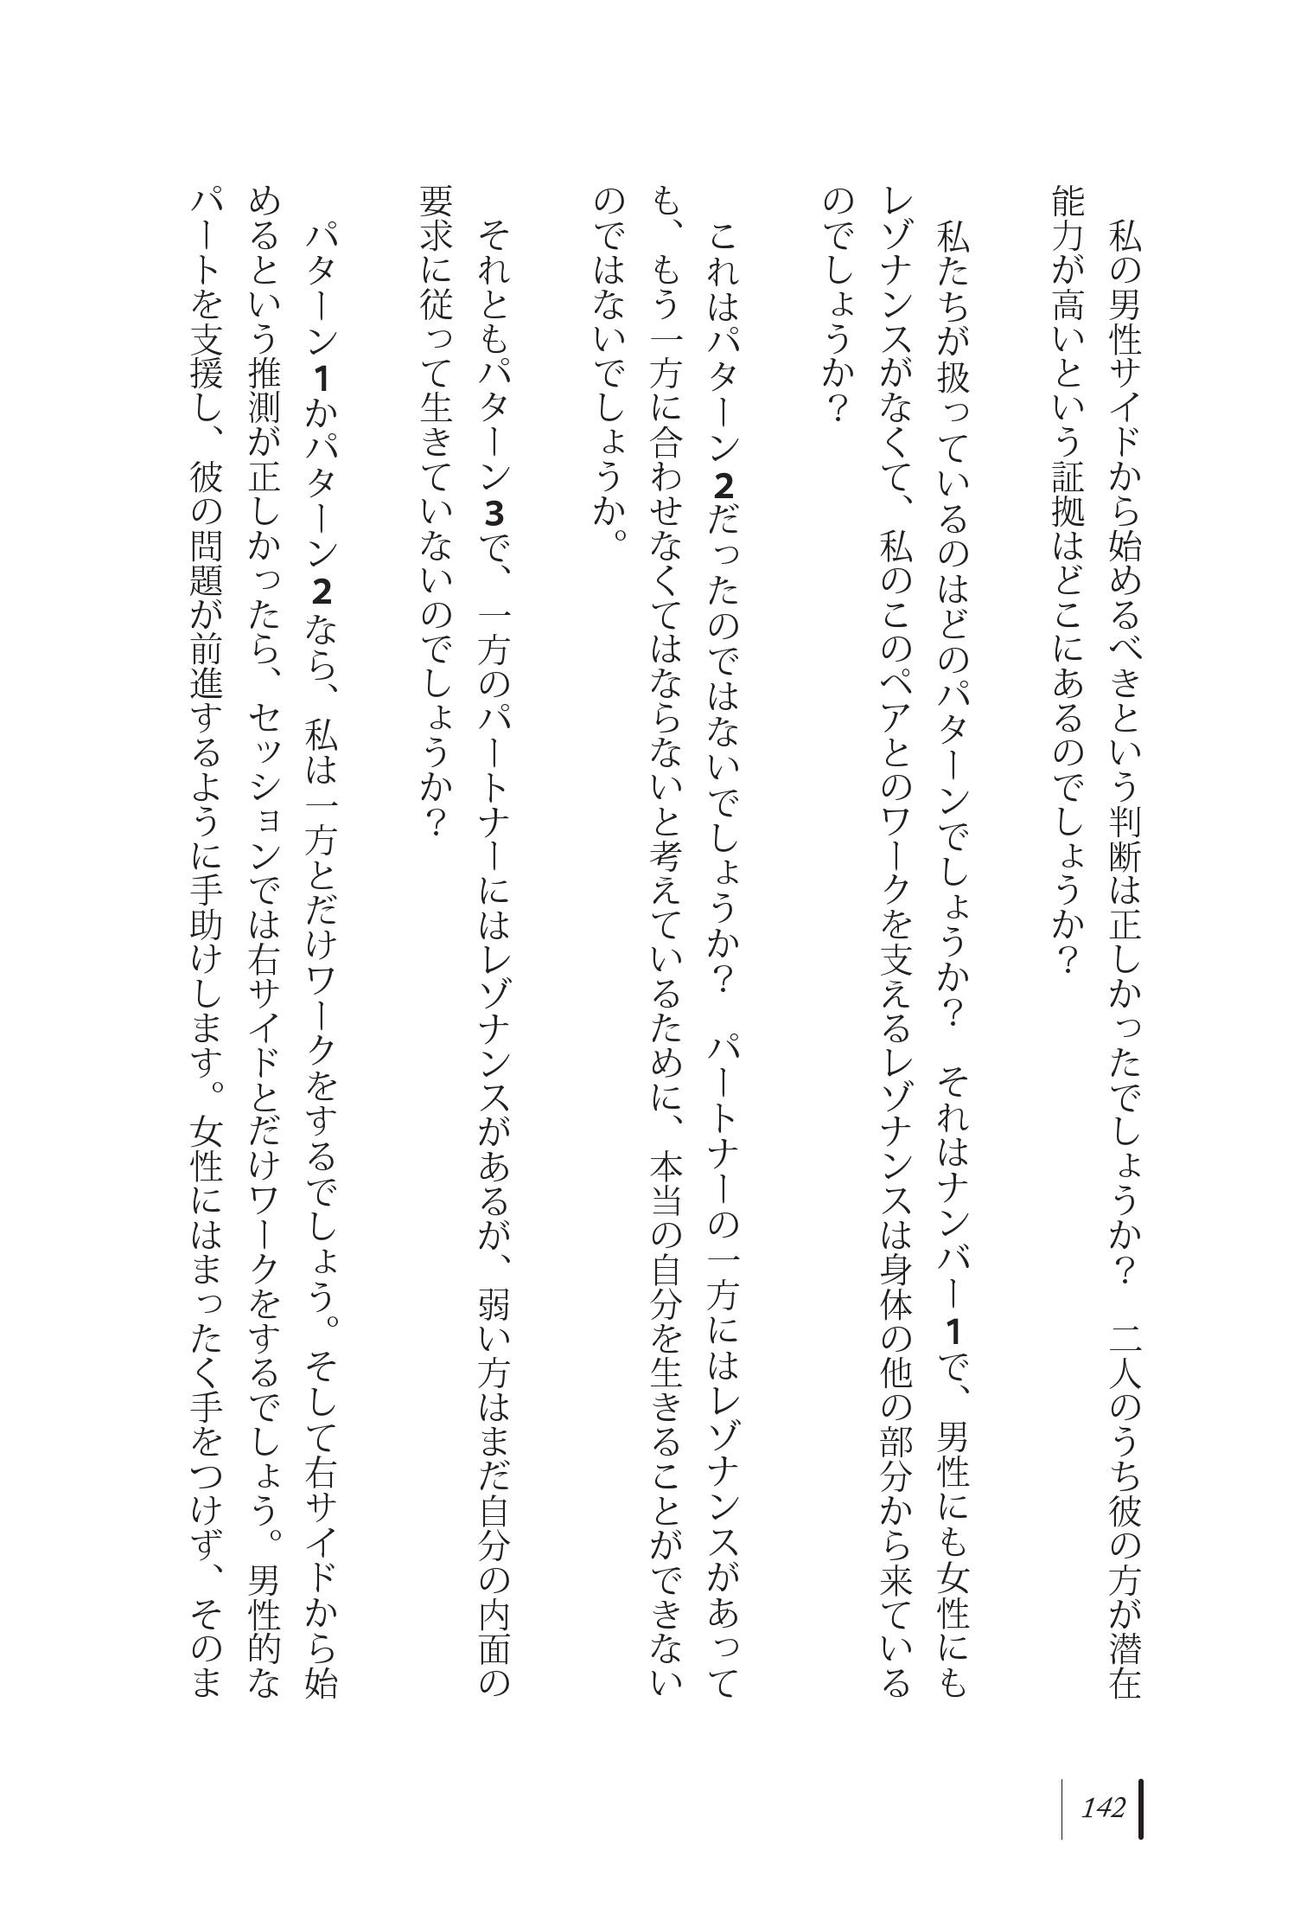 私の男性サイドから始めるべきという判断は正しかったでしょうか？　二人のうち彼の方が潜在
能力が高いという証拠はどこにあるのでしょうか？
　私たちが扱っているのはどのパターンでしょうか？　それはナンバー1で、男性にも女性にも
レゾナンスがなくて、私のこのペアとのワークを支えるレゾナンスは身体の他の部分から来ている
のでしょうか？
　これはパターン2だったのではないでしょうか？　パートナーの一方にはレゾナンスがあって
も、もう一方に合わせなくてはならないと考えているために、本当の自分を生きることができない
のではないでしょうか。
　それともパターン3で、一方のパートナーにはレゾナンスがあるが、弱い方はまだ自分の内面の
要求に従って生きていないのでしょうか？
　パターン1かパターン2なら、私は一方とだけワークをするでしょう。そして右サイドから始
めるという推測が正しかったら、セッションでは右サイドとだけワークをするでしょう。男性的な
パートを支援し、彼の問題が前進するように手助けします。女性にはまったく手をつけず、そのま
142